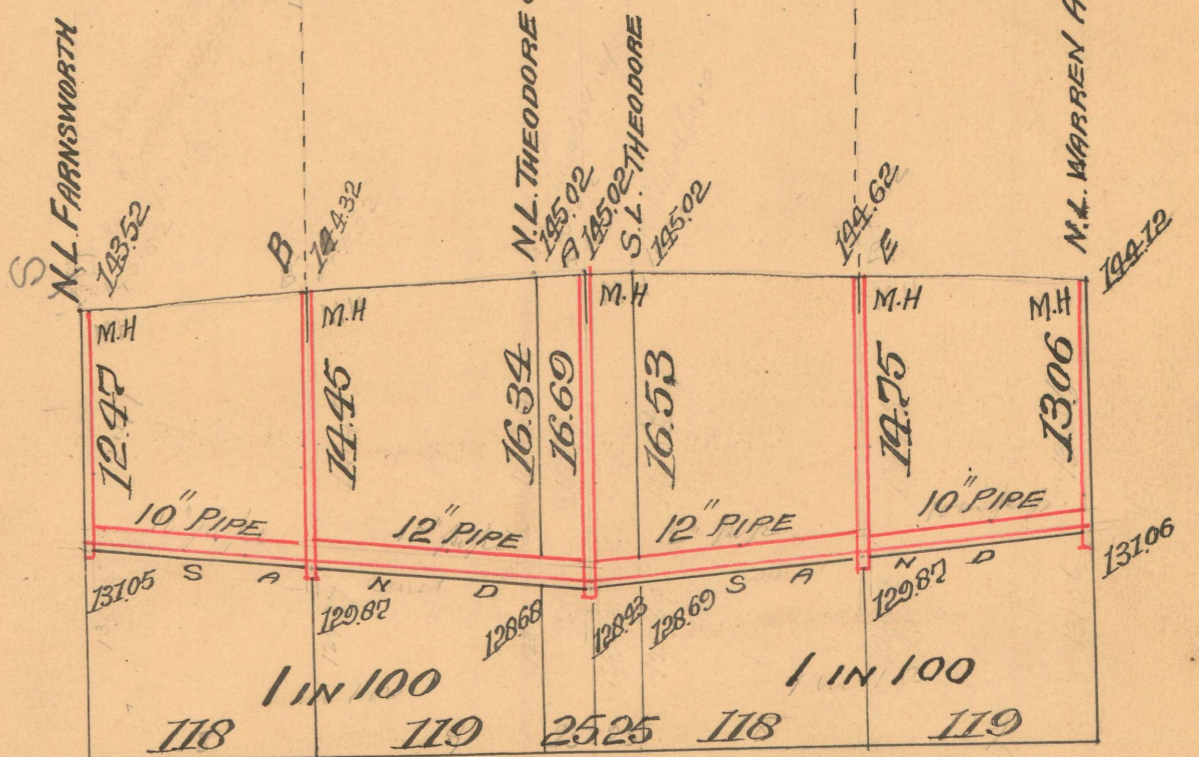 N.L. FARNSWORTH
N.L. THEODORE
S.L. THEODORE
N.L. WARREN
S
143.52
B
144.32
145.02
A
145.02
145.02
144.62
E
144.12
M.H
M.H
M.H
M.H
M.H
12.47
14.45
16.34
16.69
16.53
14.75
13.06
10" PIPE
12" PIPE
12" PIPE
10" PIPE
S A N D
S A N D
131.05
129.87
128.68
128.43
128.69
129.87
131.06
1 IN 100
1 IN 100
118
119
25
25
118
119